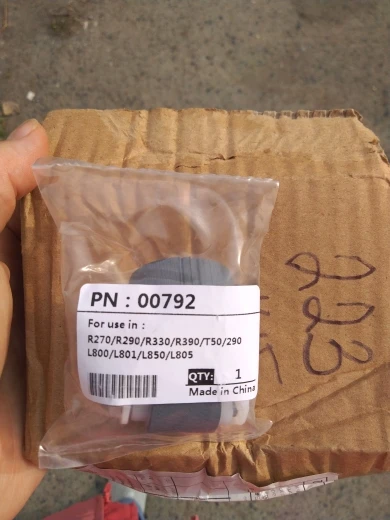 PN : 00792
For use in :
R270/R290/R330/R390/T50/290
L800/L801/L850/L805
QTY: 1
Made in China
223